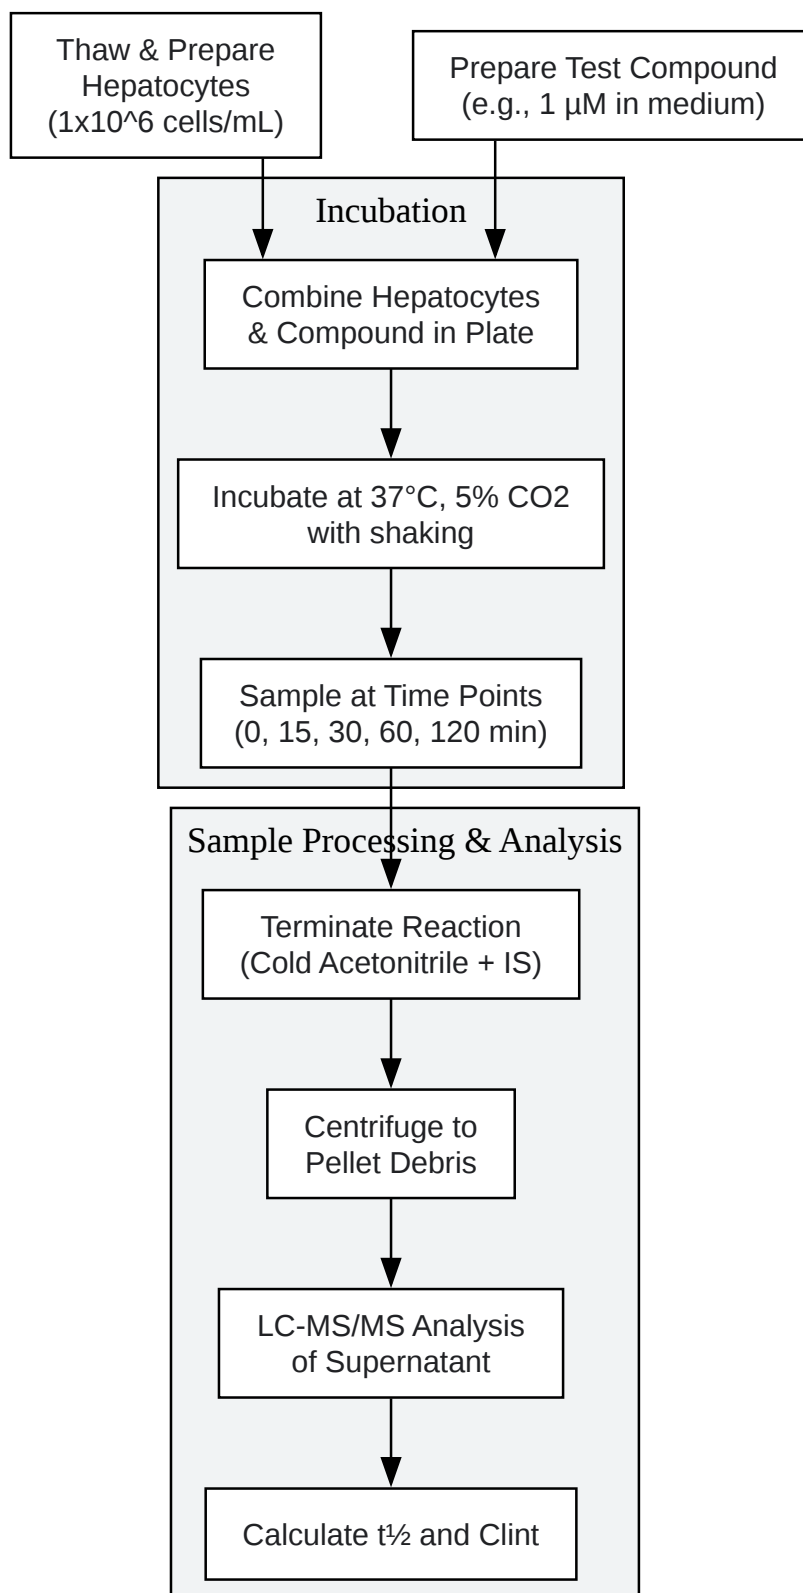 Thaw & Prepare
Hepatocytes
(1x10^6 cells/mL)
Prepare Test Compound
(e.g., 1 µM in medium)
Incubation
Combine Hepatocytes
& Compound in Plate
Incubate at 37°C, 5% CO2
with shaking
Sample at Time Points
(0, 15, 30, 60, 120 min)
Sample Processing & Analysis
Terminate Reaction
(Cold Acetonitrile + IS)
Centrifuge to
Pellet Debris
LC-MS/MS Analysis
of Supernatant
Calculate t½ and Clint